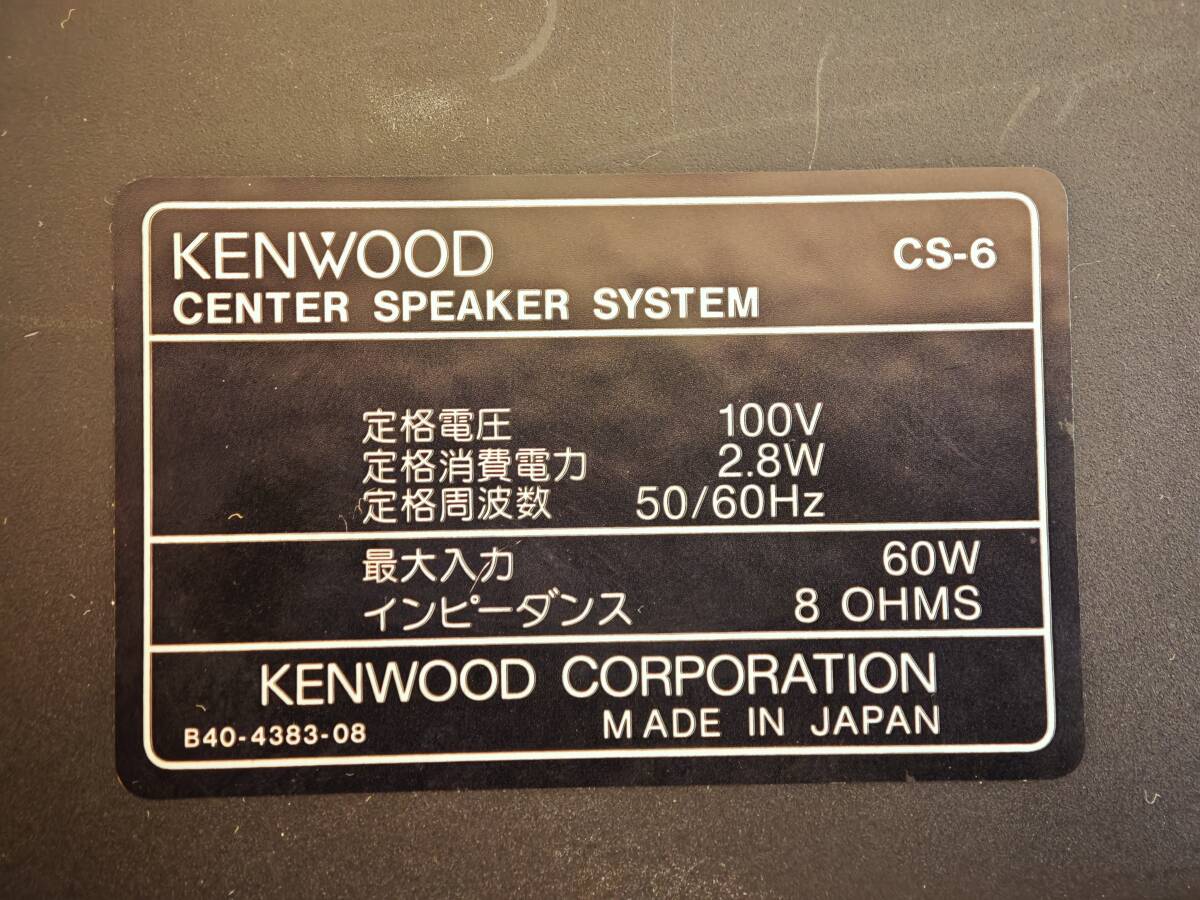 KENWOOD CS-6
CENTER SPEAKER SYSTEM
定格電圧 100V
定格消費電力 2.8W
定格周波数 50/60Hz
最大入力 60W
インピーダンス 8 OHMS
KENWOOD CORPORATION
B40-4383-08 MADE IN JAPAN